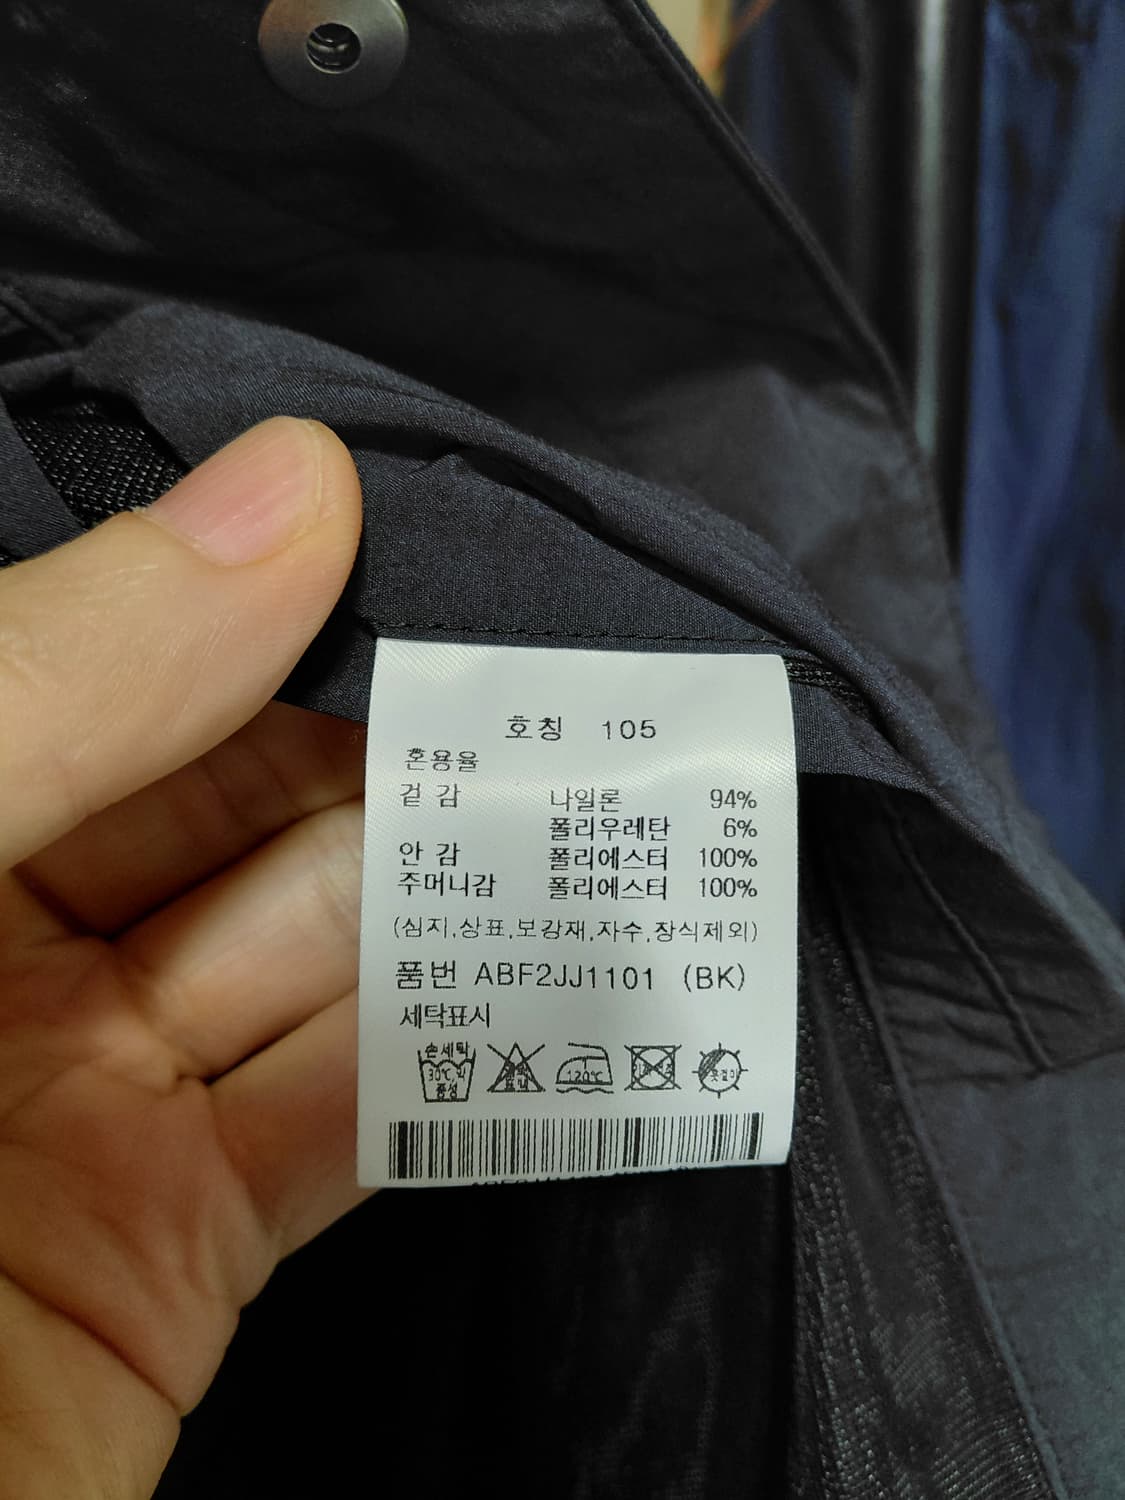 호칭 105
혼용율
겉 감 나일론 94%
폴리우레탄 6%
안 감 폴리에스터 100%
주머니감 폴리에스터 100%
(심지,상표,보강재,자수,장식제외)
품번 ABF2JJ1101 (BK)
세탁표시
손세탁
30℃
중성
120℃
옷걸이